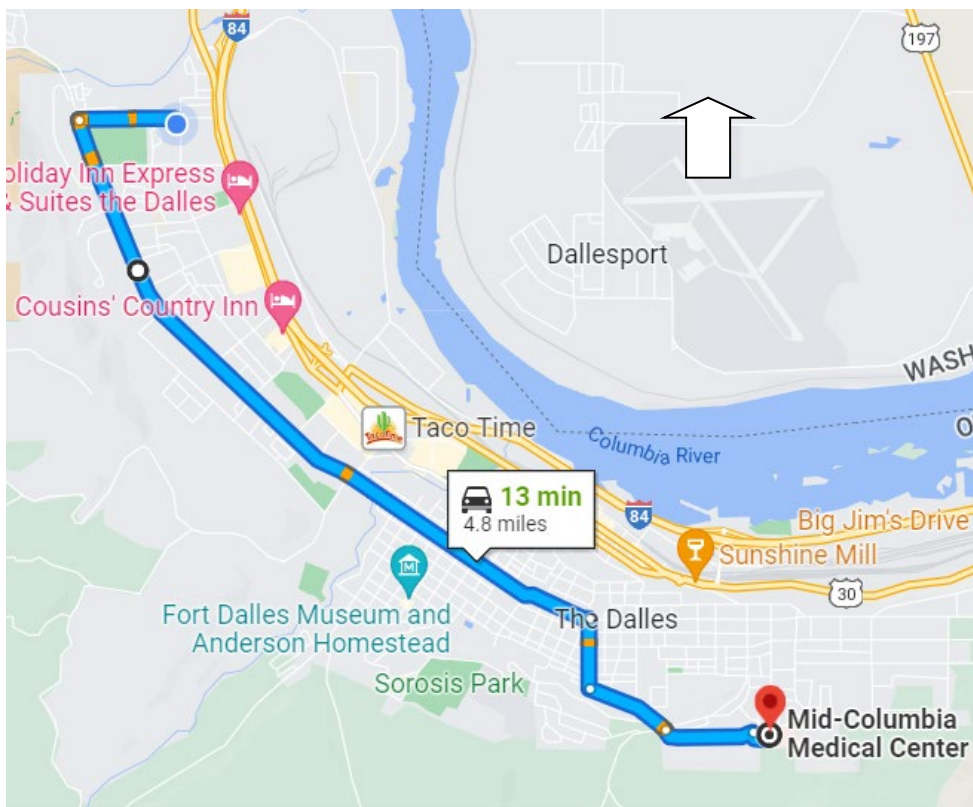 84
197
oliday Inn Express
& Suites the Dalles
Dallesport
Cousins' Country Inn
WASH
O
Taco Time
Columbia River
13 min
4.8 miles
84
Big Jim's Drive
Sunshine Mill
30
M
Fort Dalles Museum and
Anderson Homestead
The Dalles
Sorosis Park
Mid-Columbia
Medical Center